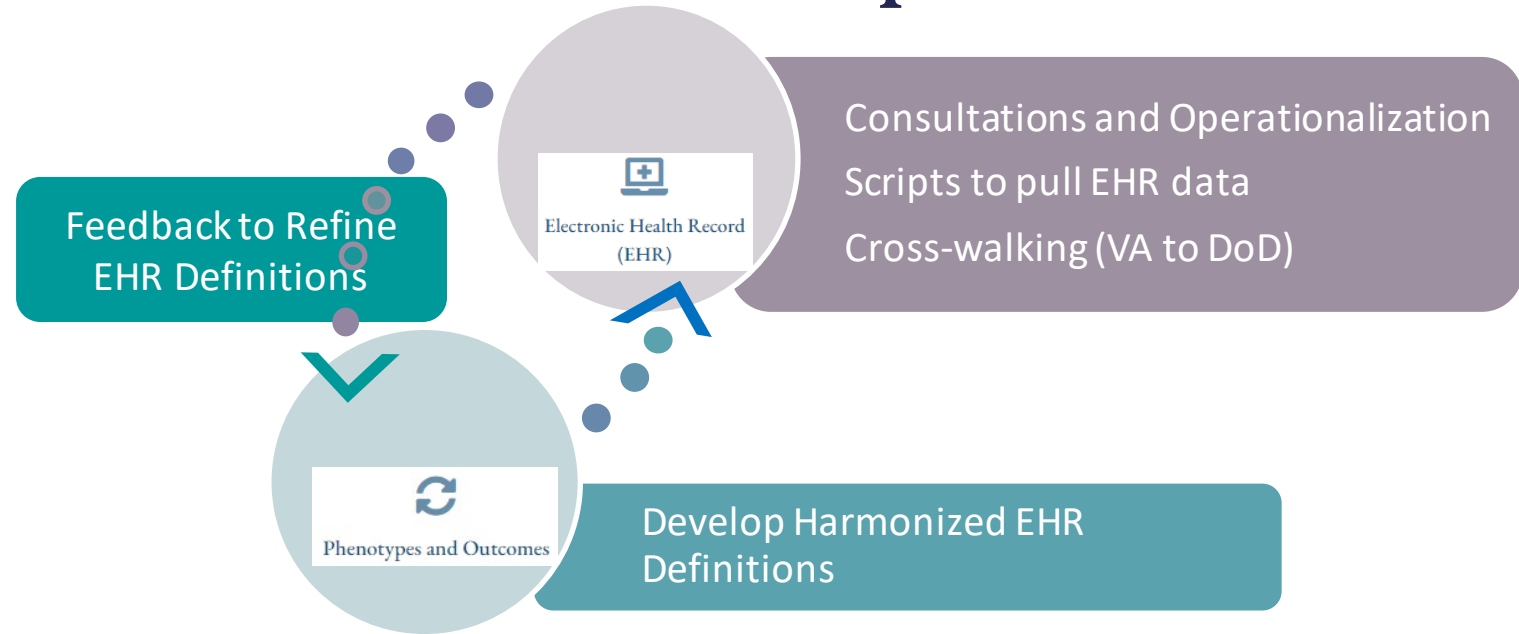 Consultations and Operationalization
Scripts to pull EHR data
Cross-walking (VA to DoD)
Electronic Health Record
(EHR)
Feedback to Refine
EHR Definitions
Phenotypes and Outcomes
Develop Harmonized EHR
Definitions